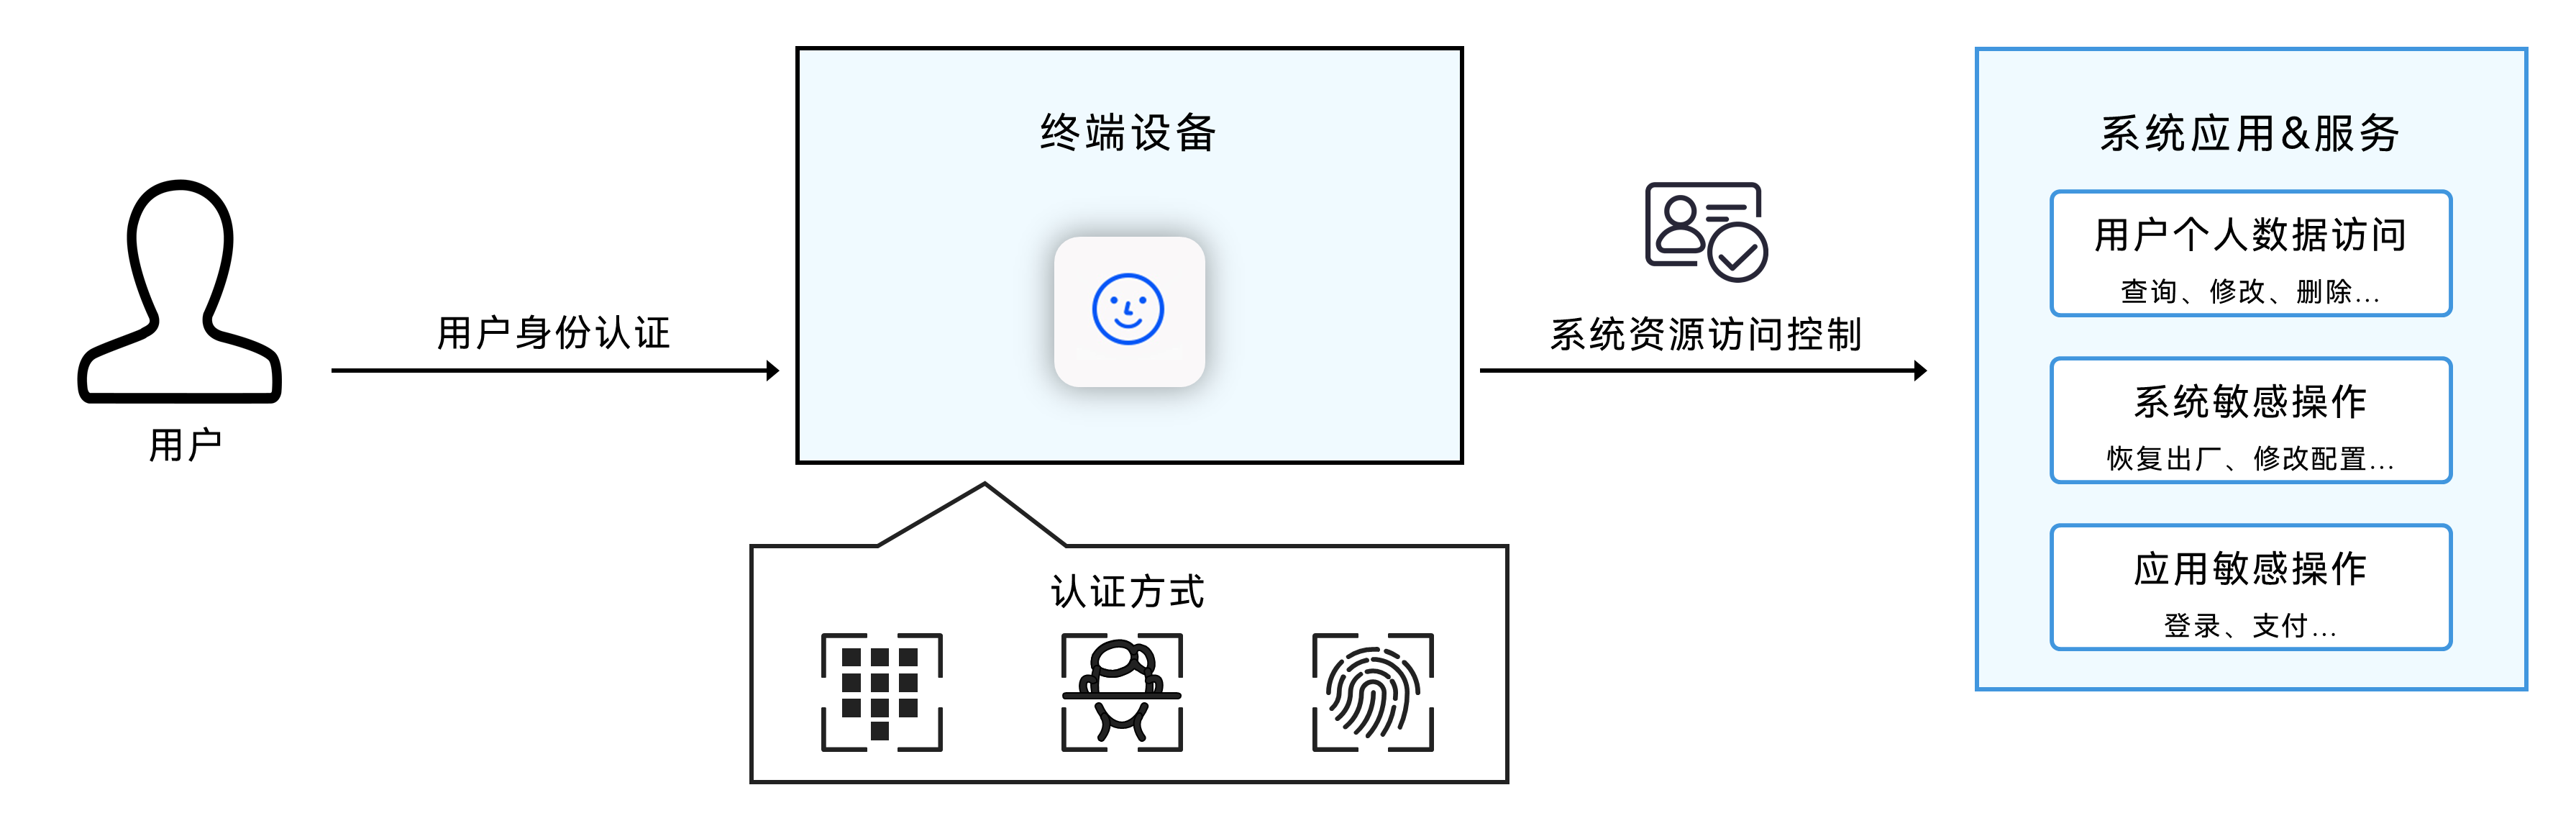 用户
用户身份认证
终端设备
认证方式
系统资源访问控制
系统应用&服务
用户个人数据访问
查询、修改、删除...
系统敏感操作
恢复出厂、修改配置...
应用敏感操作
登录、支付...